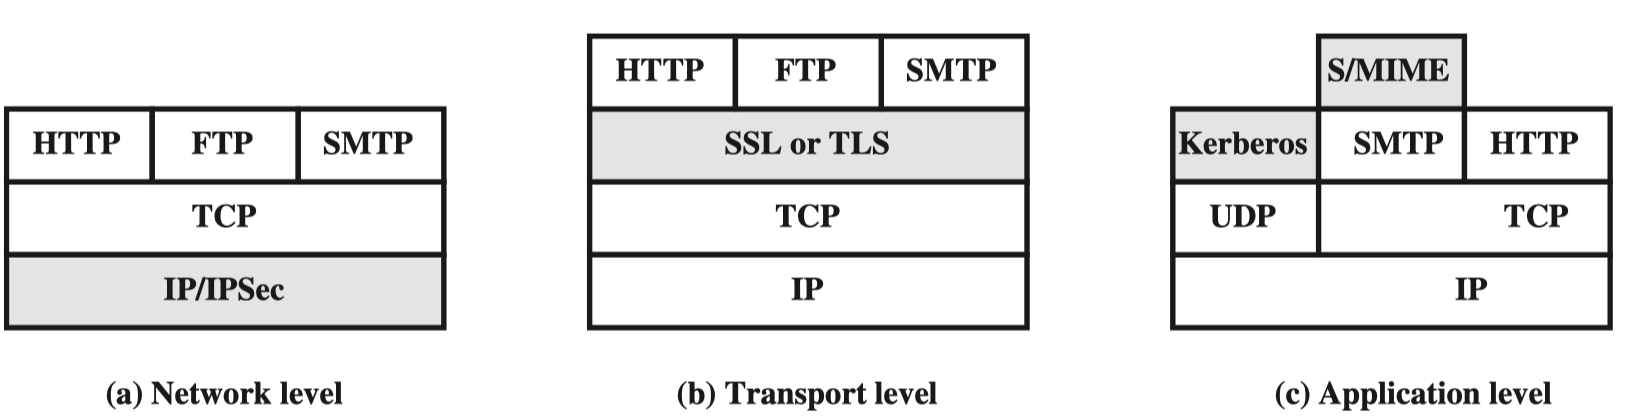 HTTP FTP SMTP
TCP
IP/IPSec
(a) Network level
HTTP FTP SMTP
SSL or TLS
TCP
IP
(b) Transport level
S/MIME
Kerberos SMTP HTTP
UDP TCP
IP
(c) Application level